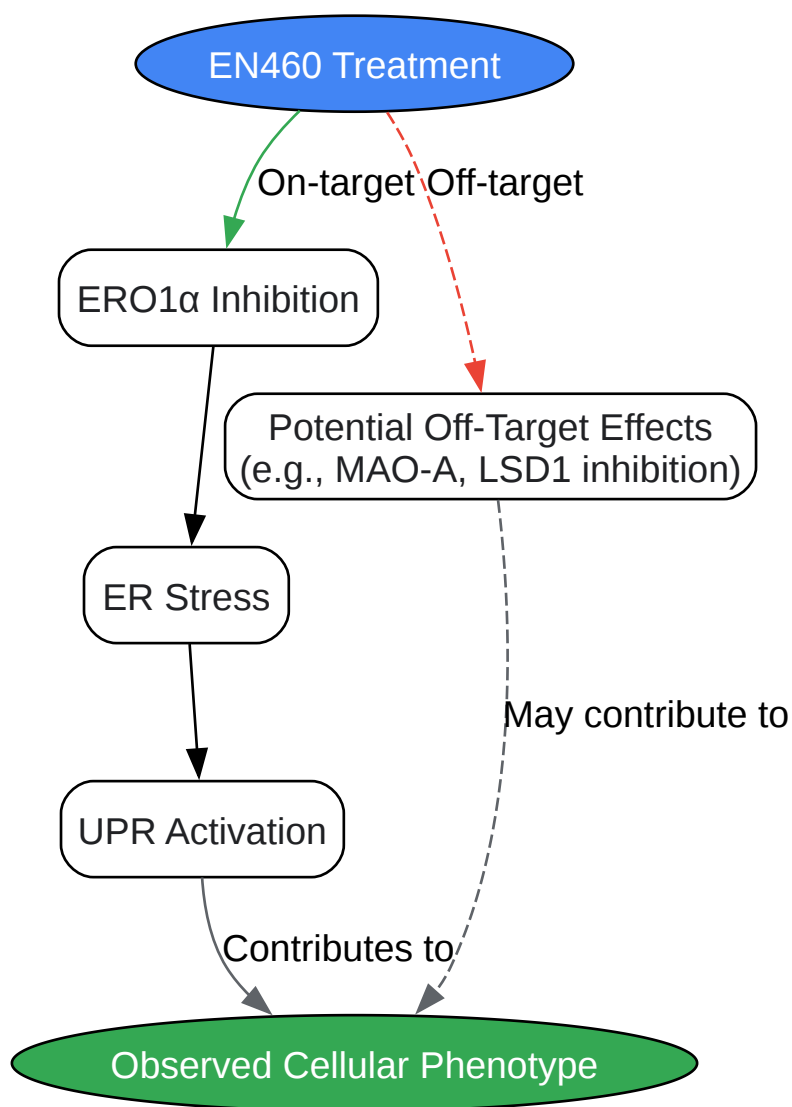 EN460 Treatment
On-target
Off-target
ERO1α Inhibition
Potential Off-Target Effects
(e.g., MAO-A, LSD1 inhibition)
ER Stress
May contribute to
UPR Activation
Contributes to
Observed Cellular Phenotype